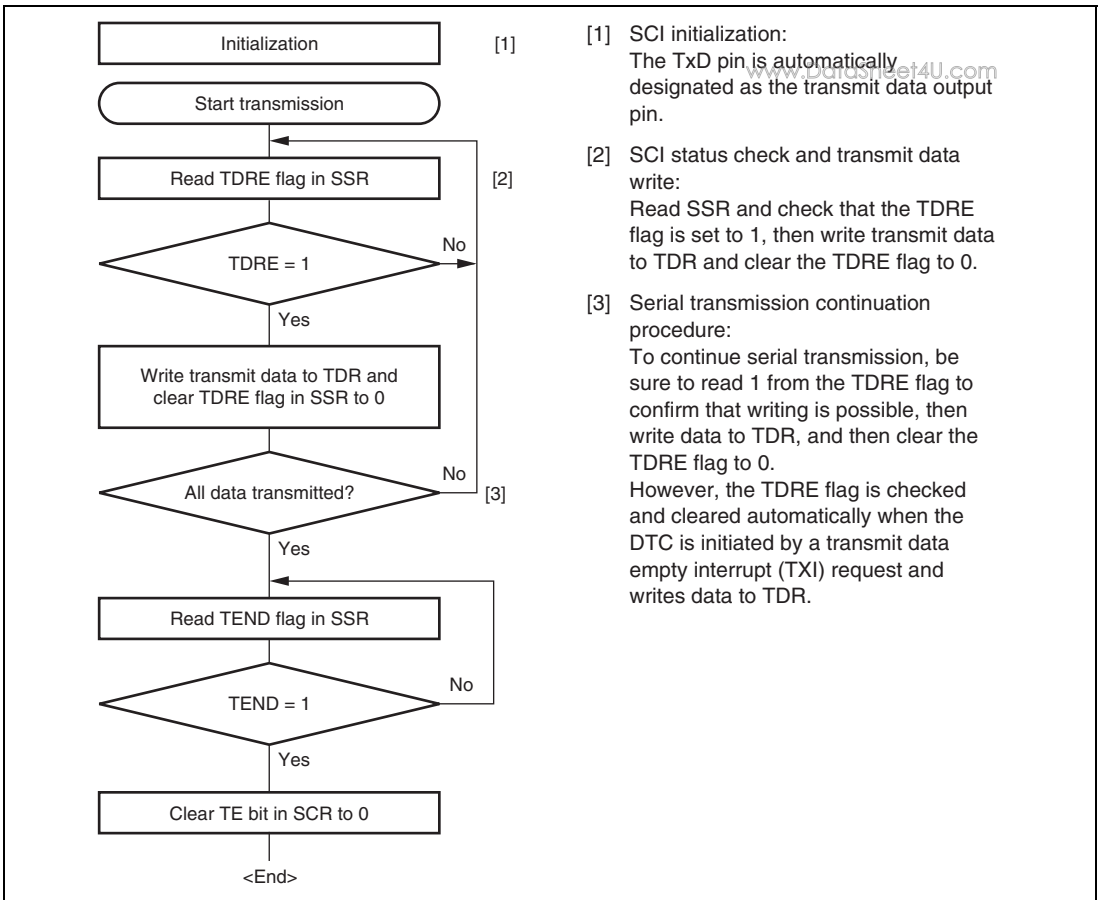 Initialization
[1]
Start transmission
Read TDRE flag in SSR
[2]
TDRE = 1
No
Yes
Write transmit data to TDR and
clear TDRE flag in SSR to 0
All data transmitted?
No
[3]
Yes
Read TEND flag in SSR
TEND = 1
No
Yes
Clear TE bit in SCR to 0
<End>
[1] SCI initialization:
The TxD pin is automatically
www.DataSheet4U.com
designated as the transmit data output
pin.
[2] SCI status check and transmit data
write:
Read SSR and check that the TDRE
flag is set to 1, then write transmit data
to TDR and clear the TDRE flag to 0.
[3] Serial transmission continuation
procedure:
To continue serial transmission, be
sure to read 1 from the TDRE flag to
confirm that writing is possible, then
write data to TDR, and then clear the
TDRE flag to 0.
However, the TDRE flag is checked
and cleared automatically when the
DTC is initiated by a transmit data
empty interrupt (TXI) request and
writes data to TDR.